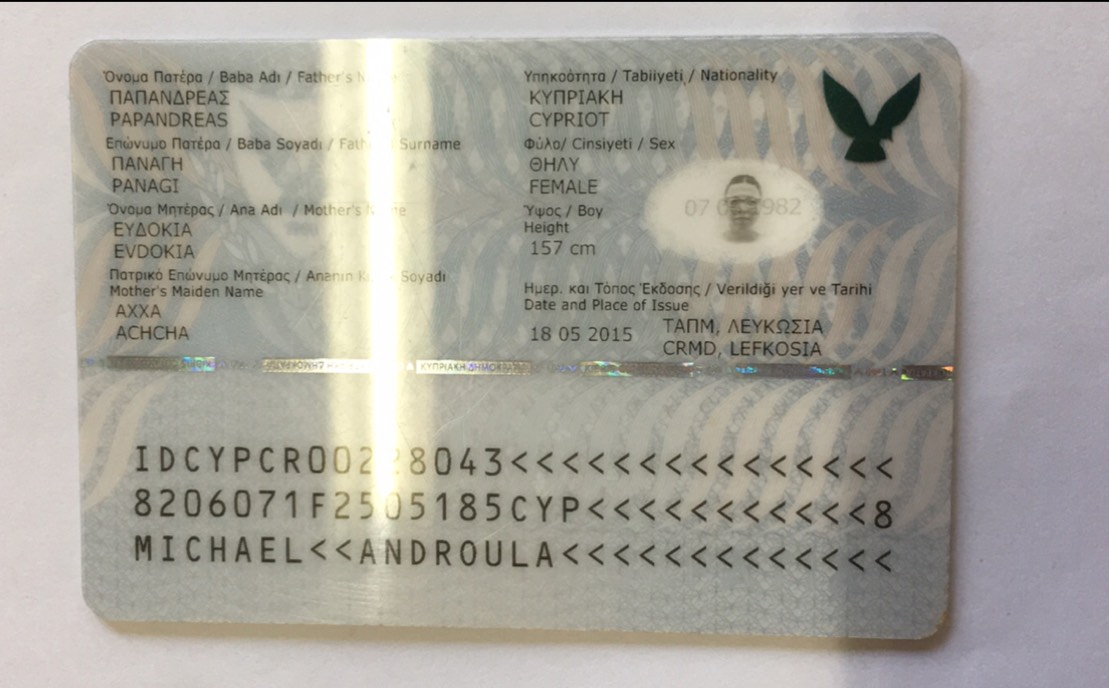 Όνομα Πατέρα / Baba Adı / Father's
ΠΑΠΑΝΔΡΕΑΣ
PAPANDREAS
Επώνυμο Πατέρα / Baba Soyadı / Surname
ΠΑΝΑΓΗ
PANAGI
Όνομα Μητέρας / Ana Adı / Mother's
ΕΥΔΟΚΙΑ
EVDOKIA
Πατρικό Επώνυμο Μητέρας / Ananın Soyadı
Mother's Maiden Name
ΑΧΧΑ
ACHCHA
Υπηκοότητα / Tabiiyeti / Nationality
ΚΥΠΡΙΑΚΗ
CYPRIOT
Φύλο/ Cinsiyeti / Sex
ΘΗΛΥ
FEMALE
Ύψος / Boy
Height
157 cm
07 1982
Ημερ. και Τόπος Έκδοσης / Verildiği yer ve Tarihi
Date and Place of Issue
18 05 2015 ΤΑΠΜ, ΛΕΥΚΩΣΙΑ
CRMD, LEFKOSIA
ΚΥΠΡΙΑΚΗ ΔΗΜΟΚΡΑΤΙΑ
8206071F2505185CYP<<<<<<<<<<<8
MICHAEL<<ANDROULA<<<<<<<<<<<<<